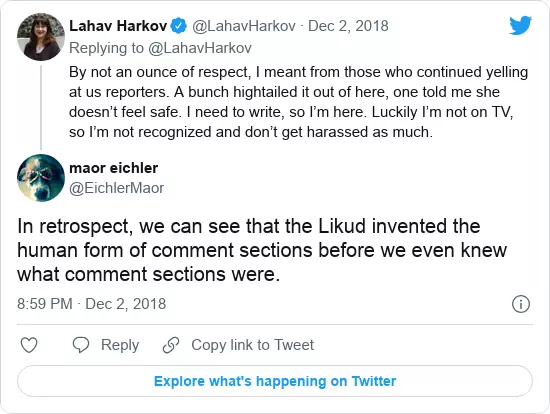 Lahav Harkov @LahavHarkov · Dec 2, 2018
Replying to @LahavHarkov
By not an ounce of respect, I meant from those who continued yelling
at us reporters. A bunch hightailed it out of here, one told me she
doesn’t feel safe. I need to write, so I’m here. Luckily I’m not on TV,
so I’m not recognized and don’t get harassed as much.
maor eichler
@EichlerMaor
In retrospect, we can see that the Likud invented the
human form of comment sections before we even knew
what comment sections were.
8:59 PM · Dec 2, 2018
Reply
Copy link to Tweet
Explore what's happening on Twitter